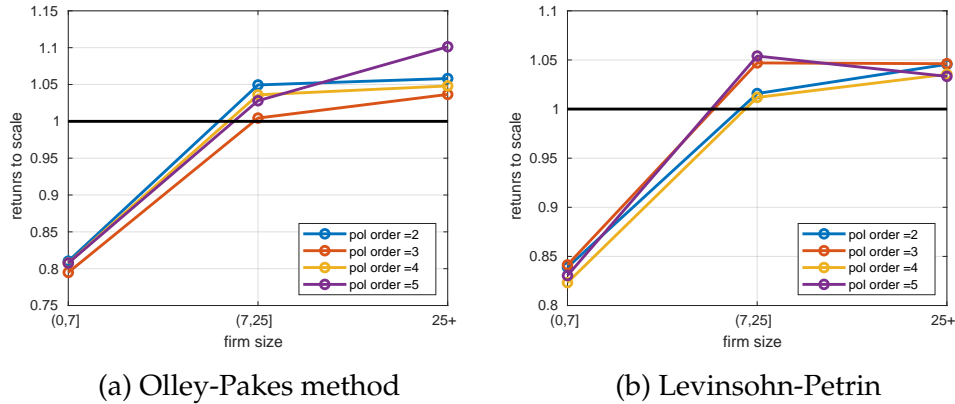 1.15
1.1
1.05
1
0.95
0.9
0.85
0.8
0.75
retunrs to scale
(0,7]
(7,25]
25+
firm size
pol order =2
pol order =3
pol order =4
pol order =5
(a) Olley-Pakes method
1.1
1.05
1
0.95
0.9
0.85
0.8
retunrs to scale
(0,7]
(7,25]
25+
firm size
pol order =2
pol order =3
pol order =4
pol order =5
(b) Levinsohn-Petrin